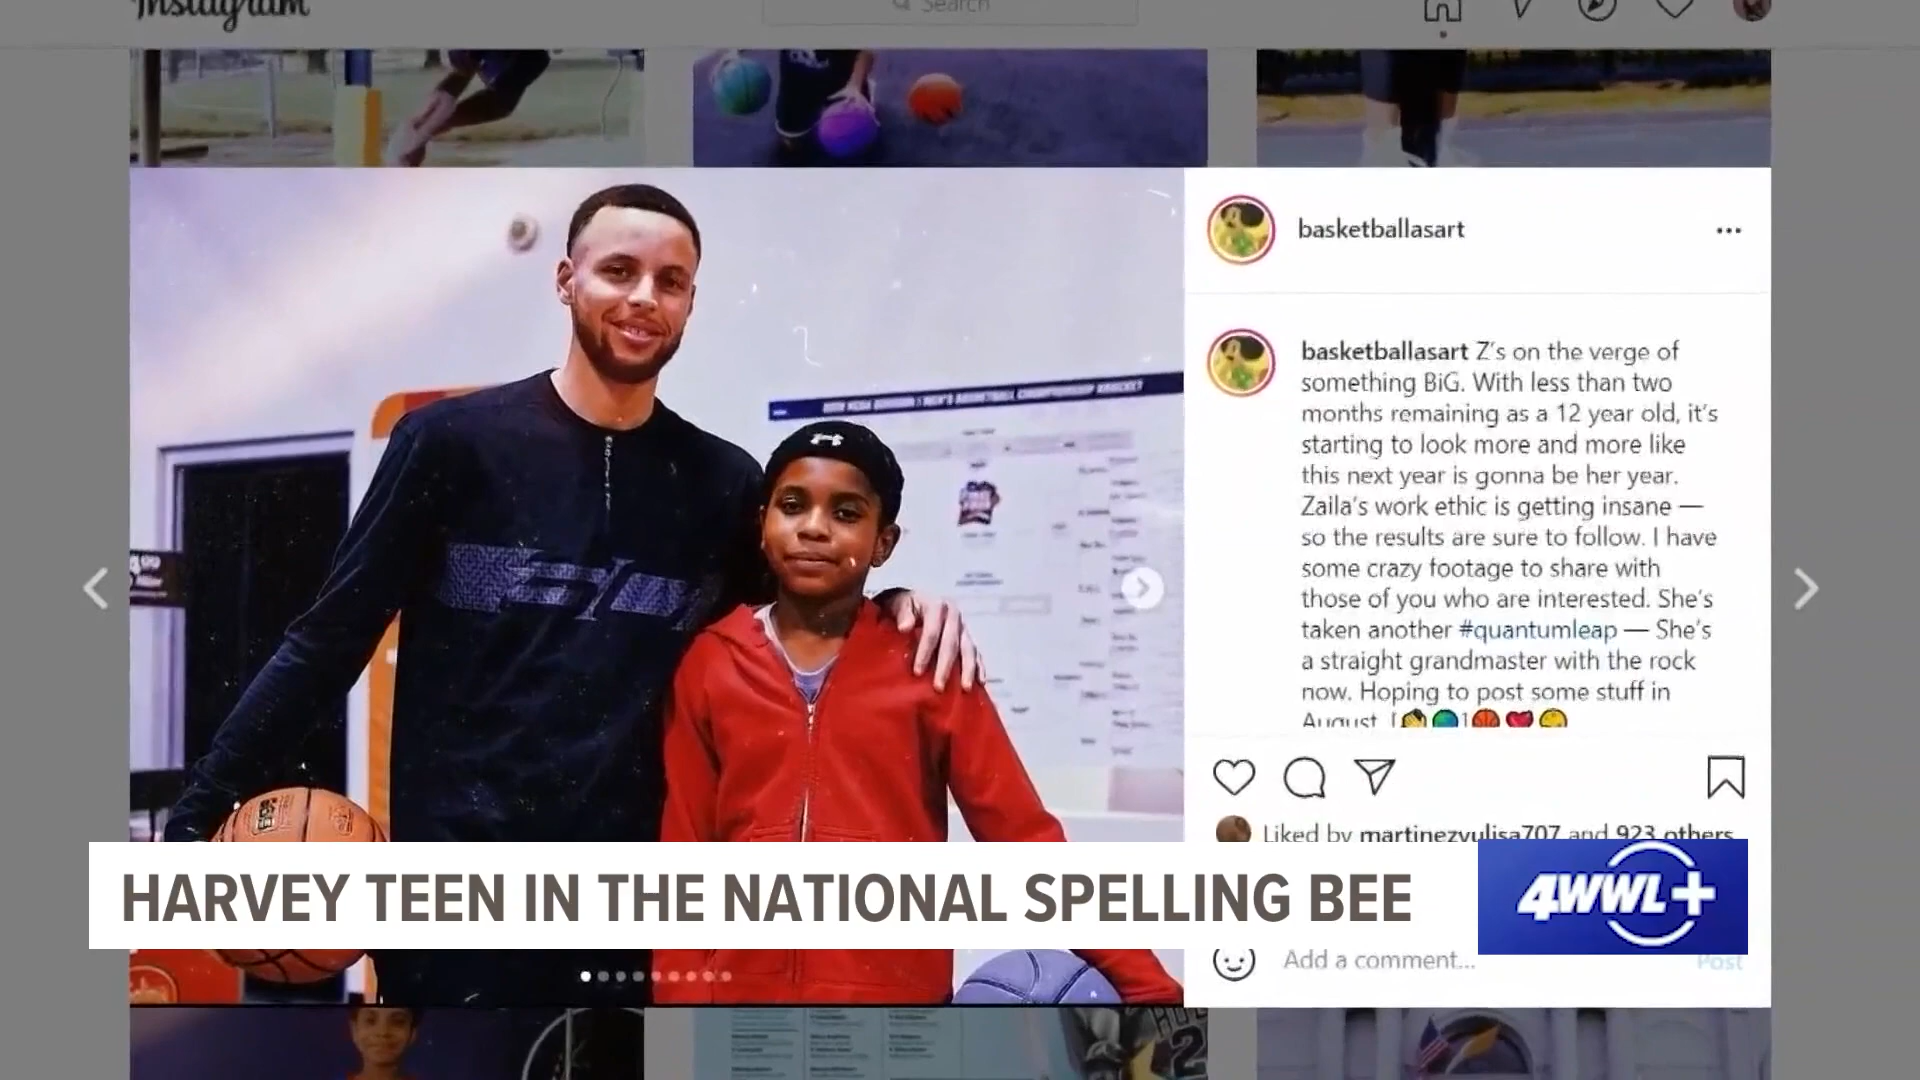 Instagram
Search
basketballasart
basketballasart Z's on the verge of
something BiG. With less than two
months remaining as a 12 year old, it's
starting to look more and more like
this next year is gonna be her year.
Zaila's work ethic is getting insane —
so the results are sure to follow. I have
some crazy footage to share with
those of you who are interested. She's
taken another #quantumleap — She's
a straight grandmaster with the rock
now. Hoping to post some stuff in
August.
Liked by martinezyulisa707 and 923 others
HARVEY TEEN IN THE NATIONAL SPELLING BEE
4WWL+
Add a comment...
Post